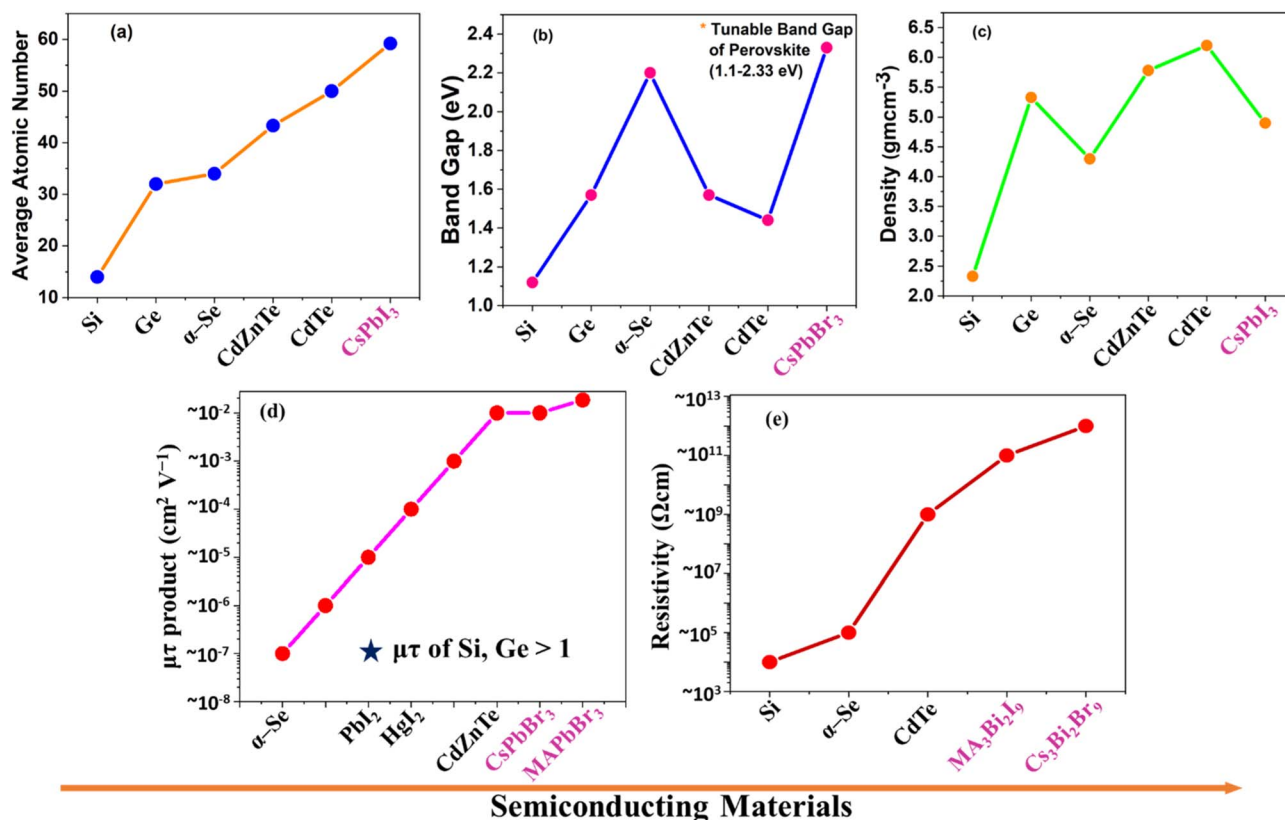 (a)
Average Atomic Number
60
50
40
30
20
10
Si
Ge
α–Se
CdZnTe
CdTe
CsPbI₃
(b)
* Tunable Band Gap
of Perovskite
(1.1-2.33 eV)
Band Gap (eV)
2.4
2.2
2.0
1.8
1.6
1.4
1.2
1.0
Si
Ge
α–Se
CdZnTe
CdTe
CsPbBr₃
(c)
Density (gmcm⁻³)
6.5
6.0
5.5
5.0
4.5
4.0
3.5
3.0
2.5
2.0
Si
Ge
α–Se
CdZnTe
CdTe
CsPbI₃
(d)
μτ product (cm² V⁻¹)
~10⁻²
~10⁻³
~10⁻⁴
~10⁻⁵
~10⁻⁶
~10⁻⁷
~10⁻⁸
★ μτ of Si, Ge > 1
α–Se
PbI₂
HgI₂
CdZnTe
CsPbBr₃
MAPbBr₃
(e)
Resistivity (Ωcm)
~10¹³
~10¹¹
~10⁹
~10⁷
~10⁵
~10³
Si
α–Se
CdTe
MA₃Bi₂I₉
Cs₃Bi₂Br₉
Semiconducting Materials